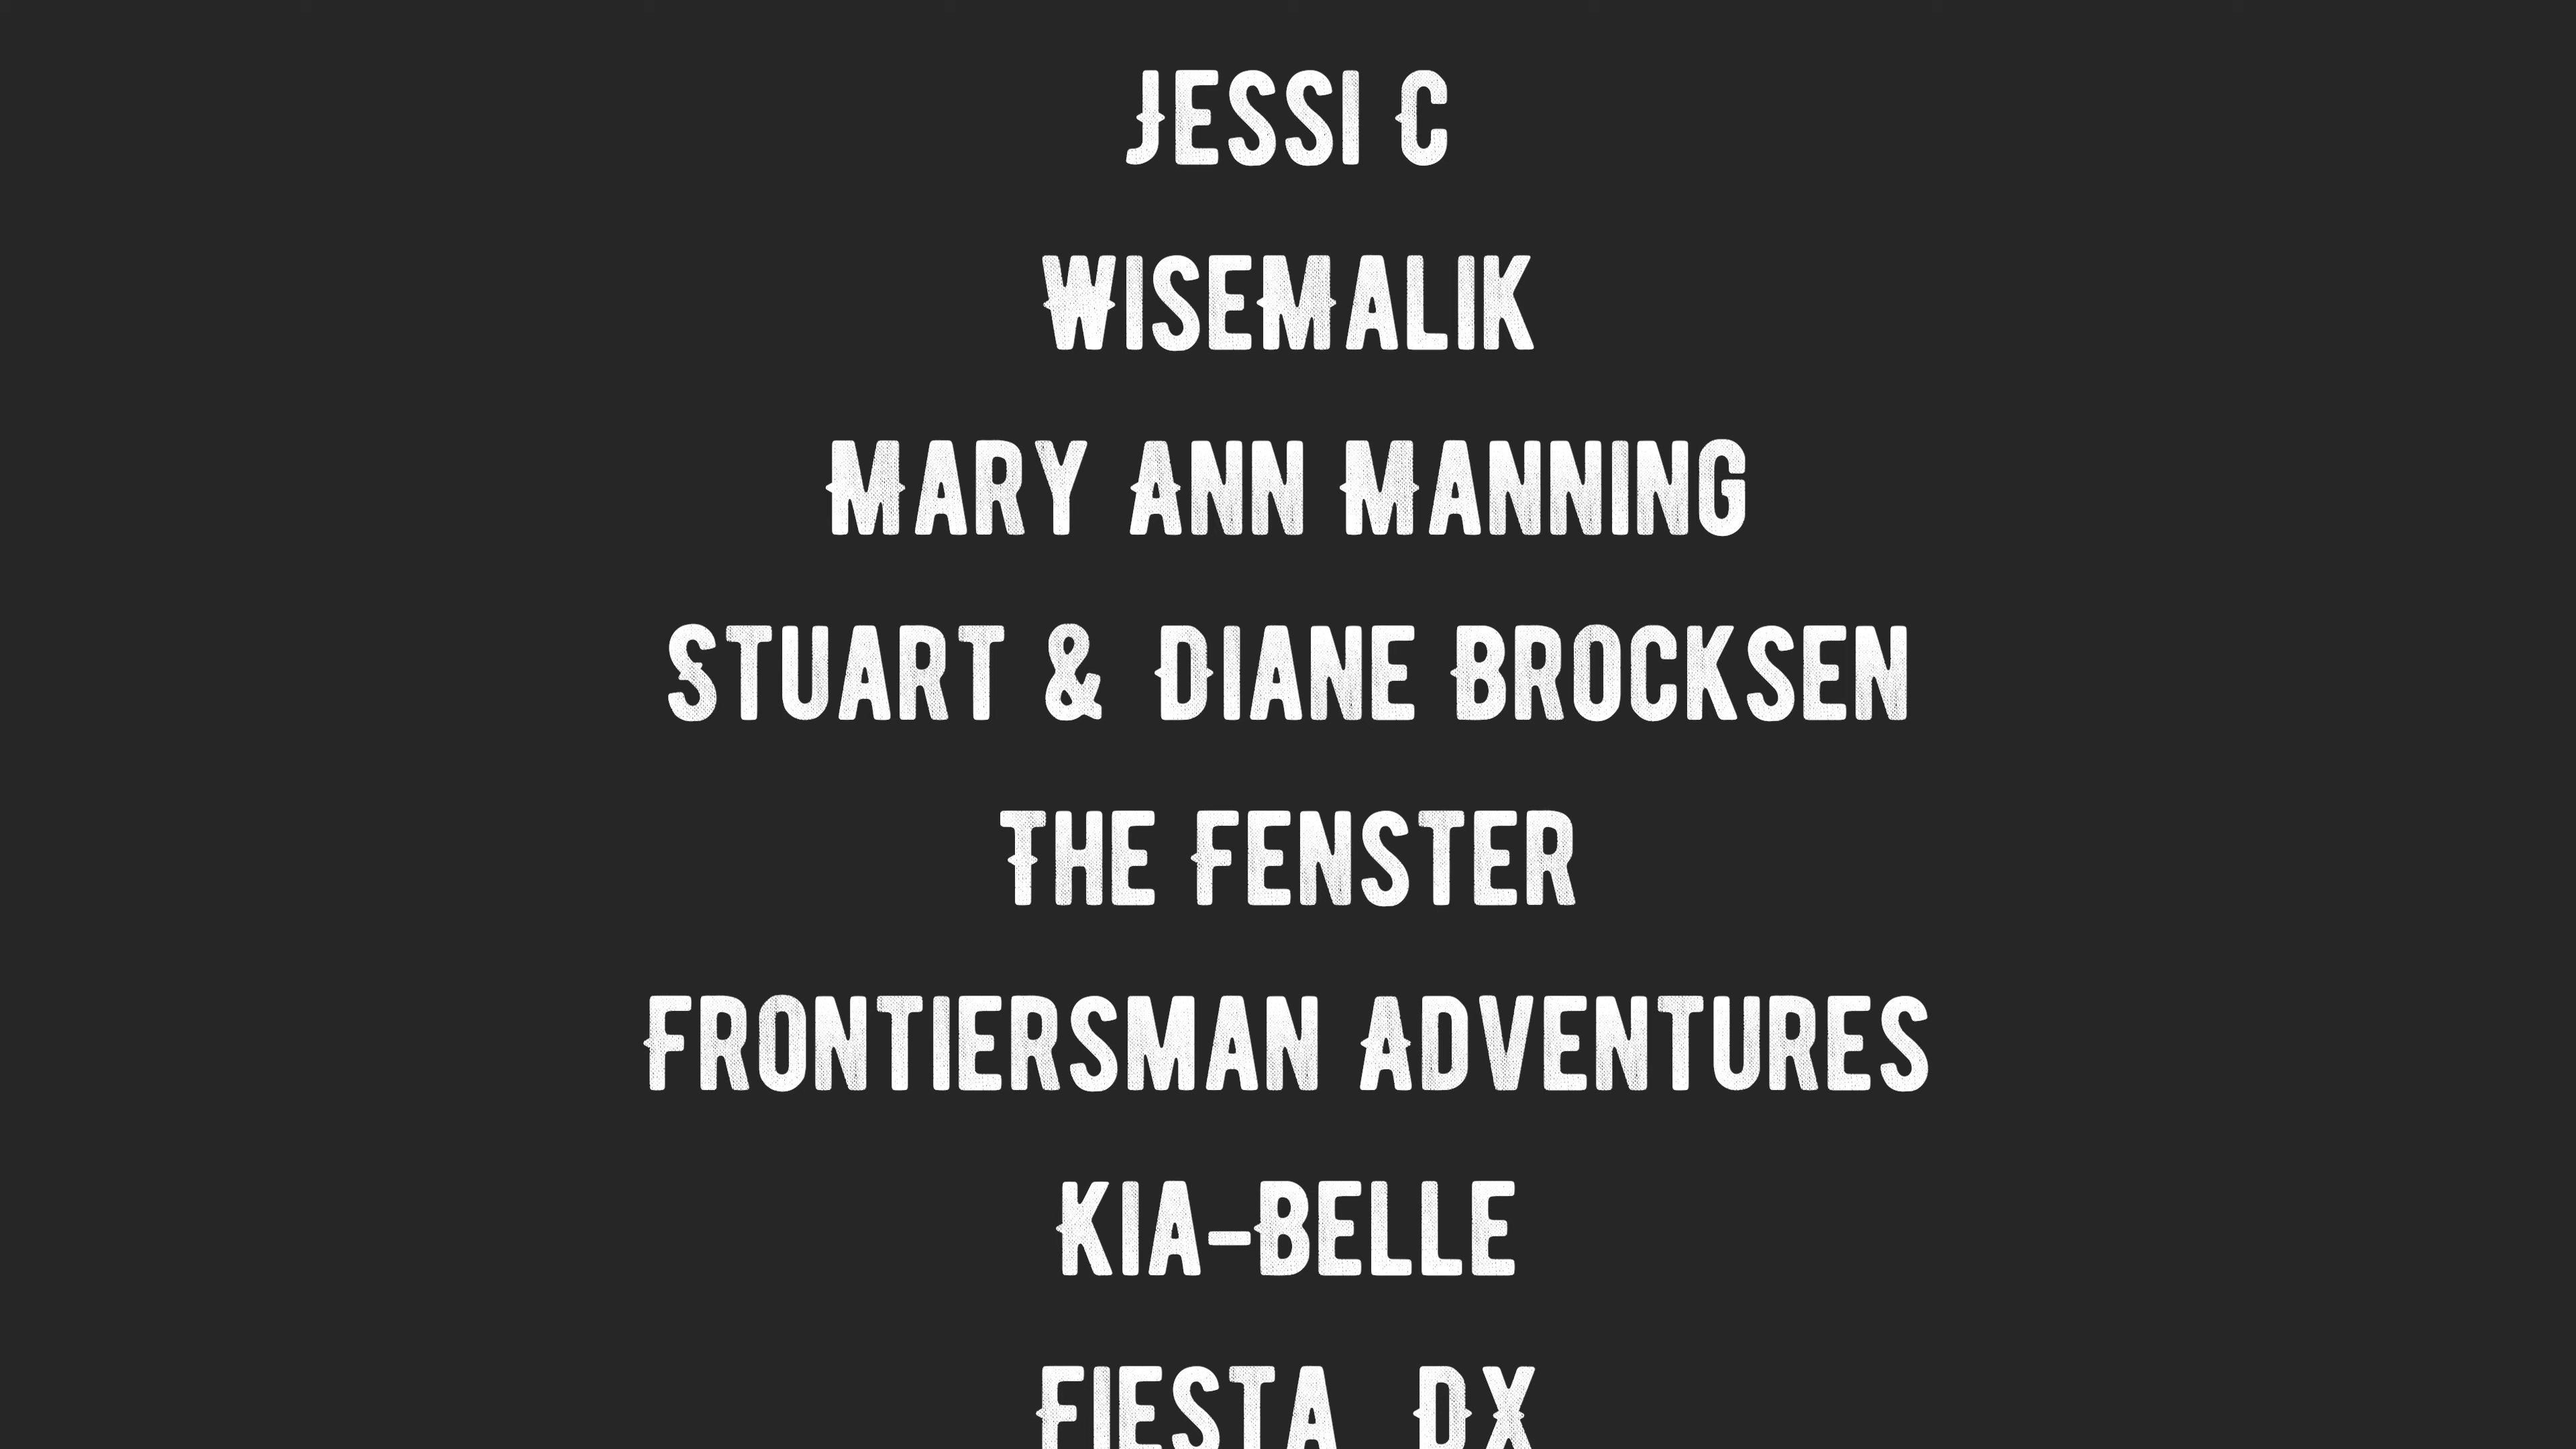 Jessi C
WiseMalik
Mary Ann Manning
Stuart & Diane Brocksen
The Fenster
Frontiersman Adventures
Kia-Belle
Fiesta DX